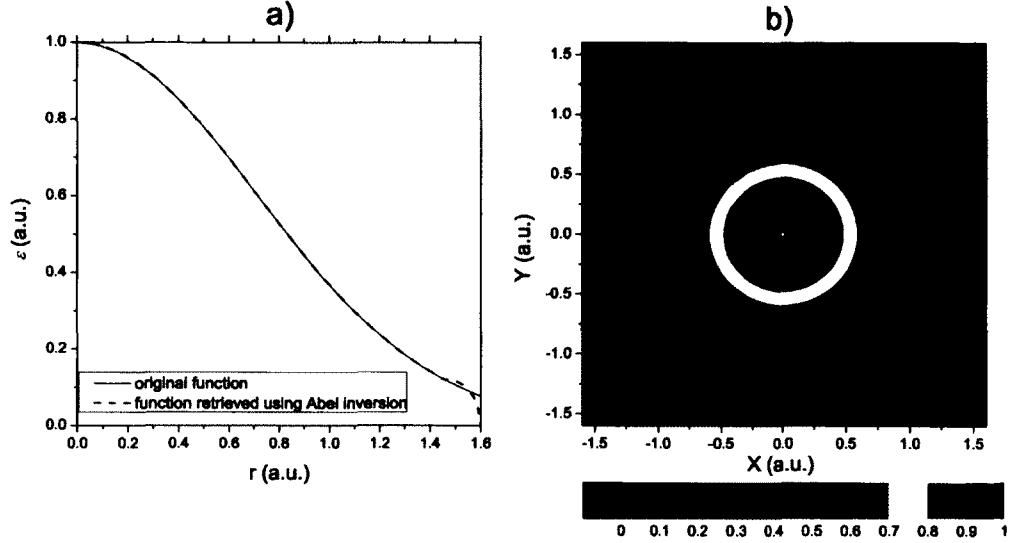 a)
1.0
0.8
0.6
0.4
0.2
0.0
ε (a.u.)
original function
function retrieved using Abel inversion
0.0 0.2 0.4 0.6 0.8 1.0 1.2 1.4 1.6
r (a.u.)
b)
1.5
1.0
0.5
0.0
-0.5
-1.0
-1.5
Y (a.u.)
-1.5 -1.0 -0.5 0.0 0.5 1.0 1.5
X (a.u.)
0 0.1 0.2 0.3 0.4 0.5 0.6 0.7 0.8 0.9 1